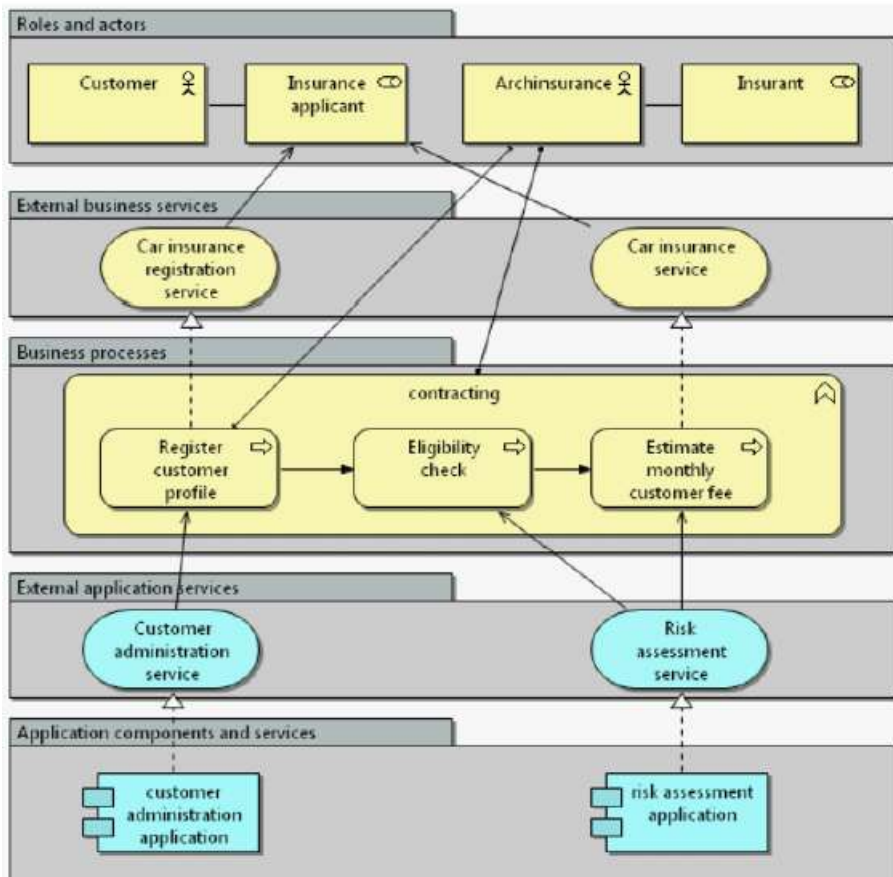 Roles and actors
Customer
Insurance
applicant
Archinsurance
Insurant
External business services
Car insurance
registration
service
Car insurance
service
Business processes
contracting
Register
customer
profile
Eligibility
check
Estimate
monthly
customer fee
External application services
Customer
administration
service
Risk
assessment
service
Application components and services
customer
administration
application
risk assessment
application